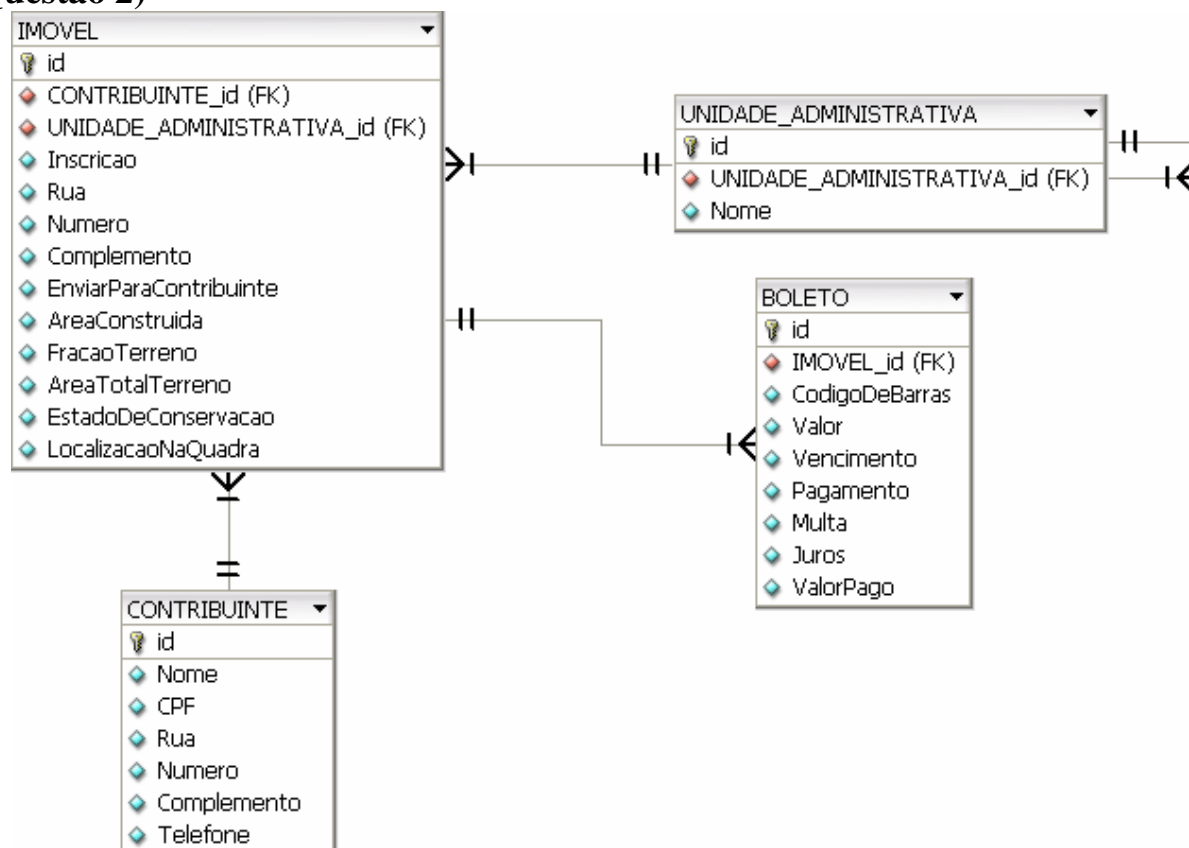 Questão 2)
IMOVEL
id
CONTRIBUINTE_id (FK)
UNIDADE_ADMINISTRATIVA_id (FK)
Inscricao
Rua
Numero
Complemento
EnviarParaContribuinte
AreaConstruida
FracaoTerreno
AreaTotalTerreno
EstadoDeConservacao
LocalizacaoNaQuadra
UNIDADE_ADMINISTRATIVA
id
UNIDADE_ADMINISTRATIVA_id (FK)
Nome
BOLETO
id
IMOVEL_id (FK)
CodigoDeBarras
Valor
Vencimento
Pagamento
Multa
Juros
ValorPago
CONTRIBUINTE
id
Nome
CPF
Rua
Numero
Complemento
Telefone